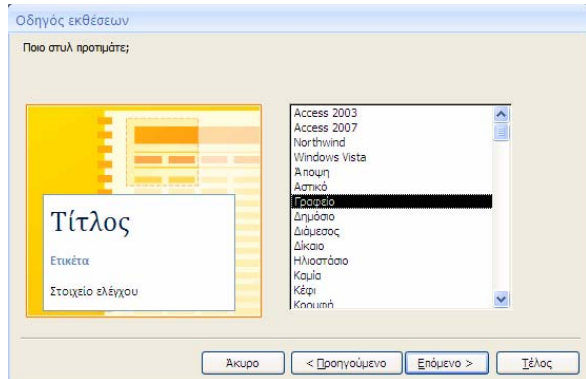 Οδηγός εκθέσεων
Ποιο στυλ προτιμάτε;
Τίτλος
Ετικέτα
Στοιχείο ελέγχου
Access 2003
Access 2007
Northwind
Windows Vista
Άποψη
Αστικό
Γραφείο
Δημόσιο
Διάμεσος
Δίκαιο
Ηλιοστάσιο
Καμία
Κέφι
Κορυφή
Άκυρο
< Προηγούμενο
Επόμενο >
Τέλος